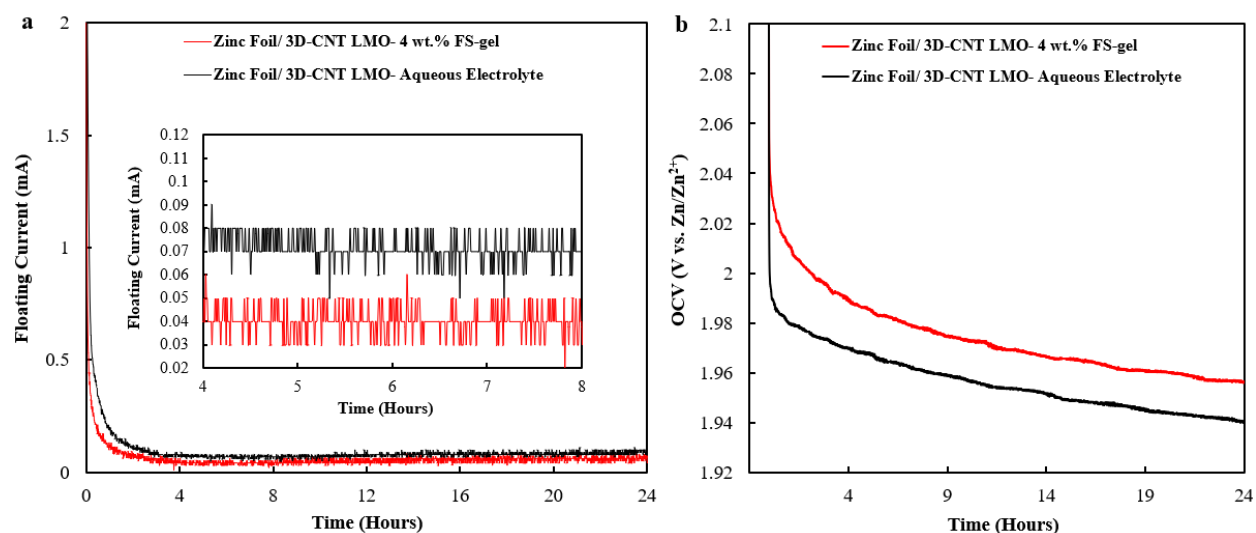 a
Zinc Foil/ 3D-CNT LMO- 4 wt.% FS-gel
Zinc Foil/ 3D-CNT LMO- Aqueous Electrolyte
Floating Current (mA)
2
1.5
1
0.5
0
0 4 8 12 16 20 24
Time (Hours)
Floating Current (mA)
0.12
0.11
0.1
0.09
0.08
0.07
0.06
0.05
0.04
0.03
0.02
4 5 6 7 8
Time (Hours)
b
Zinc Foil/ 3D-CNT LMO- 4 wt.% FS-gel
Zinc Foil/ 3D-CNT LMO- Aqueous Electrolyte
OCV (V vs. Zn/Zn²⁺)
2.1
2.08
2.06
2.04
2.02
2
1.98
1.96
1.94
1.92
4 9 14 19 24
Time (Hours)